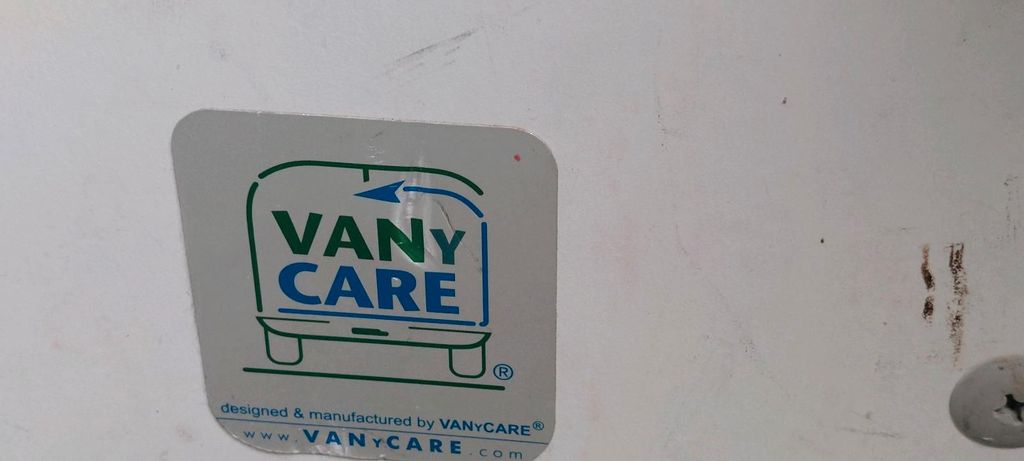 VANY
CARE
®
designed & manufactured by VANYCARE®
www.VANYCARE.com